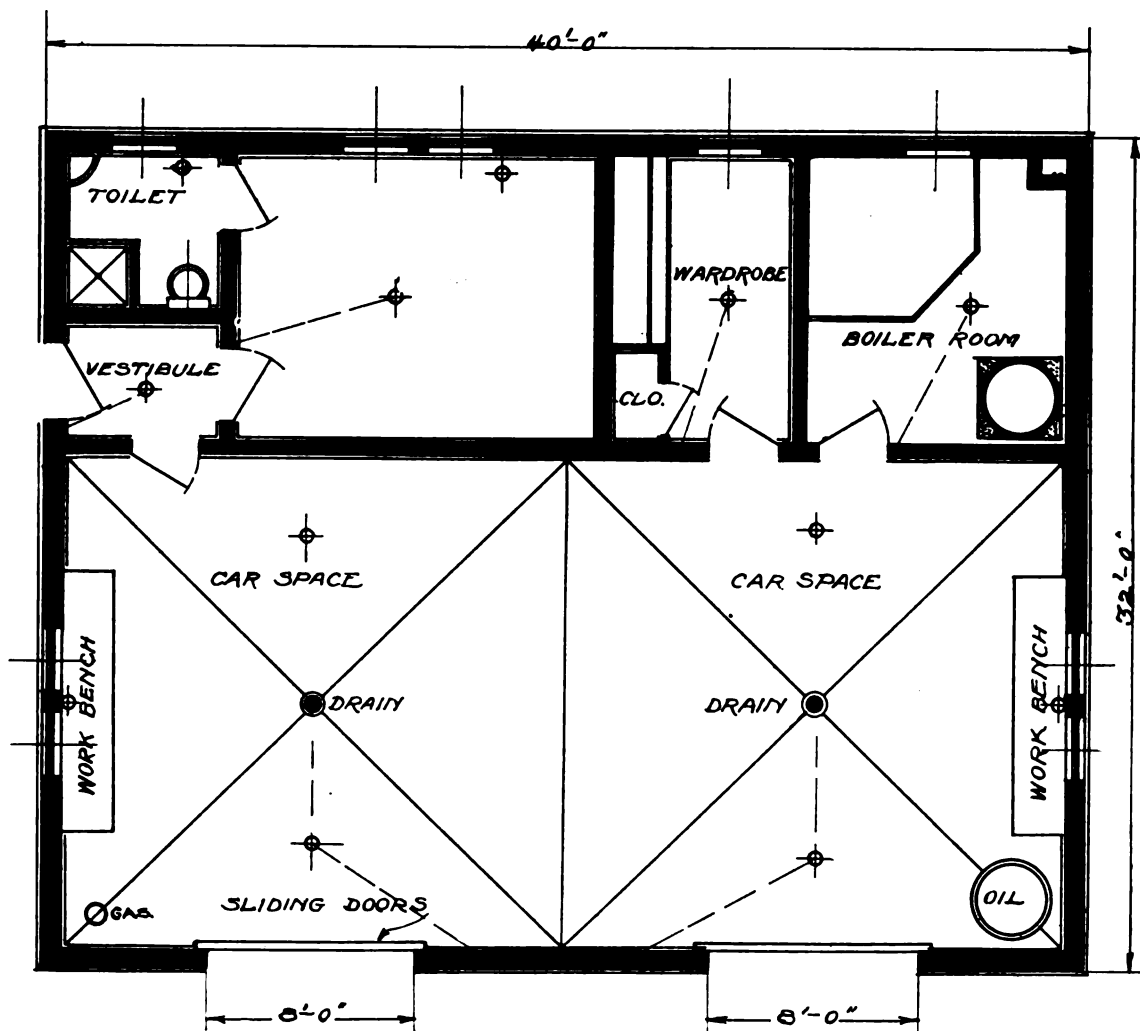 40'-0"
TOILET
WARDROBE
BOILER ROOM
VESTIBULE
CLO.
CAR SPACE
CAR SPACE
32'-0"
WORK BENCH
DRAIN
DRAIN
WORK BENCH
SLIDING DOORS
GAS.
OIL
8'-0"
8'-0"